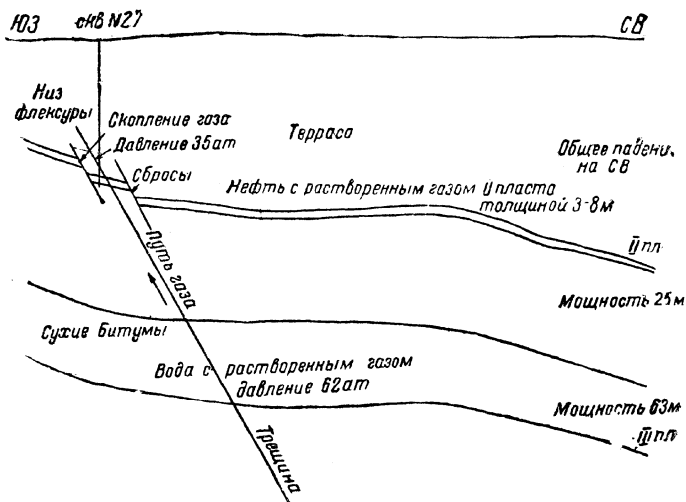 ЮЗ
скв N27
СВ
Низ
флексуры
Скопление газа
Давление 35ат
Сбросы
Терраса
Общее падени.
на СВ
Нефть с растворенным газом II пласта
толщиной 3-8м
II пл
Путь газа
Мощность 25м
Сухие битумы
Вода с растворенным газом
давление 62ат
Мощность 63м
III пл
Трещина